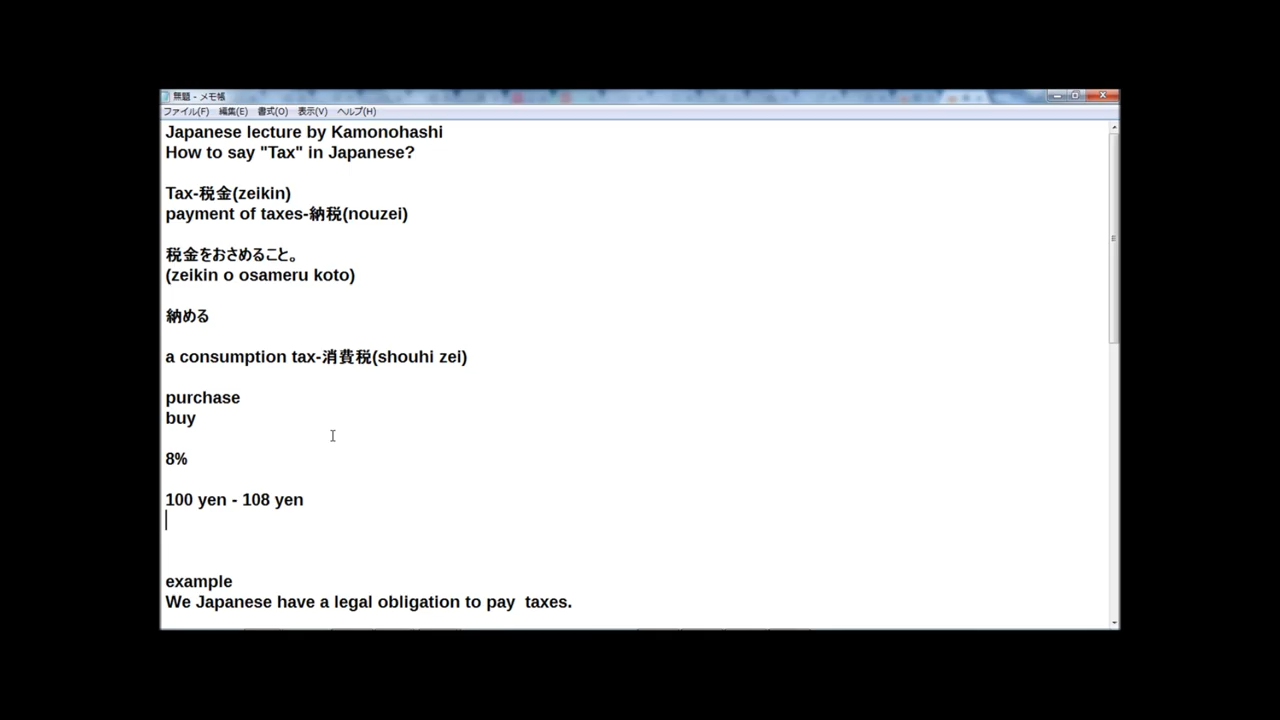 無題 - メモ帳
ファイル(F) 編集(E) 書式(O) 表示(V) ヘルプ(H)
Japanese lecture by Kamonohashi
How to say "Tax" in Japanese?
Tax-税金(zeikin)
payment of taxes-納税(nouzei)
税金をおさめること。
(zeikin o osameru koto)
納める
a consumption tax-消費税(shouhi zei)
purchase
buy
8%
100 yen - 108 yen
example
We Japanese have a legal obligation to pay  taxes.